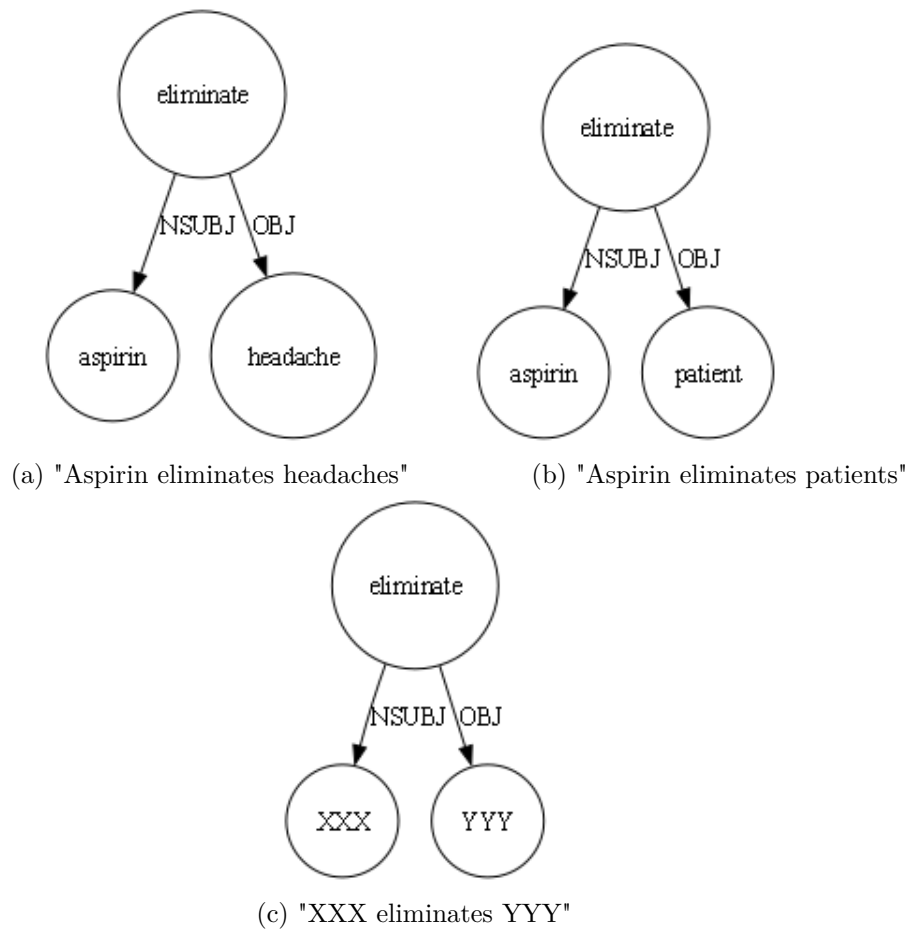 eliminate
NSUBJ OBJ
aspirin headache
(a) "Aspirin eliminates headaches"
eliminate
NSUBJ OBJ
aspirin patient
(b) "Aspirin eliminates patients"
eliminate
NSUBJ OBJ
XXX YYY
(c) "XXX eliminates YYY"